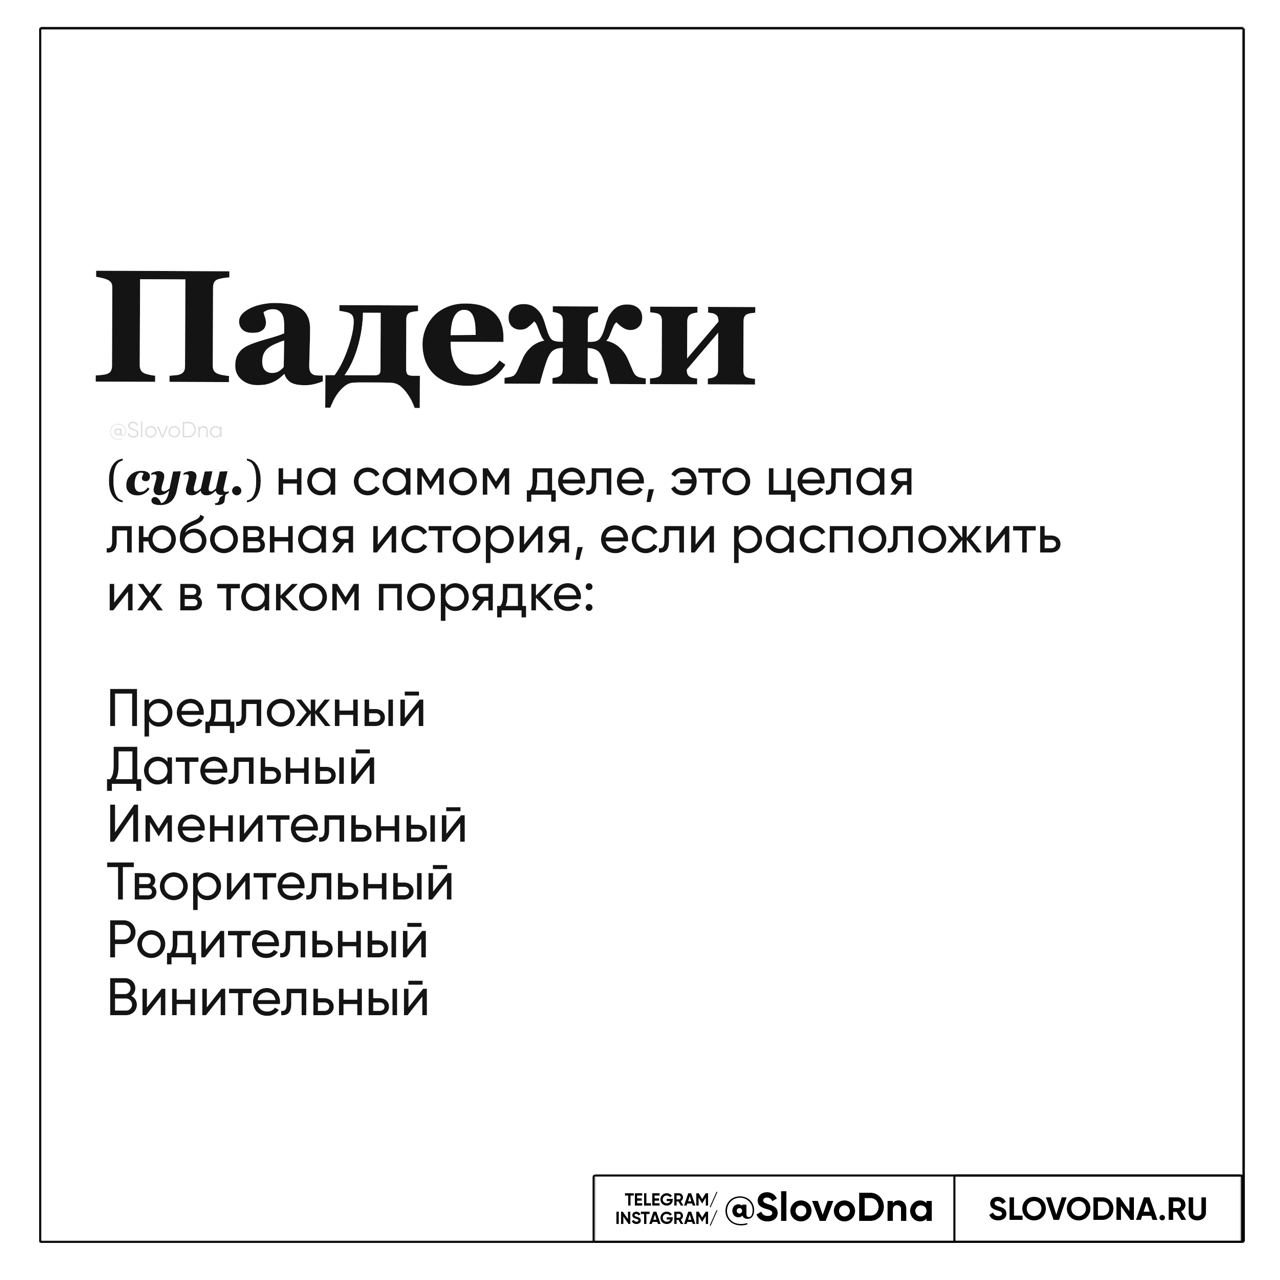 Падежи
@SlovoDna
(сущ.) на самом деле, это целая
любовная история, если расположить
их в таком порядке:
Предложный
Дательный
Именительный
Творительный
Родительный
Винительный
TELEGRAM/
INSTAGRAM/
@SlovoDna
SLOVODNA.RU